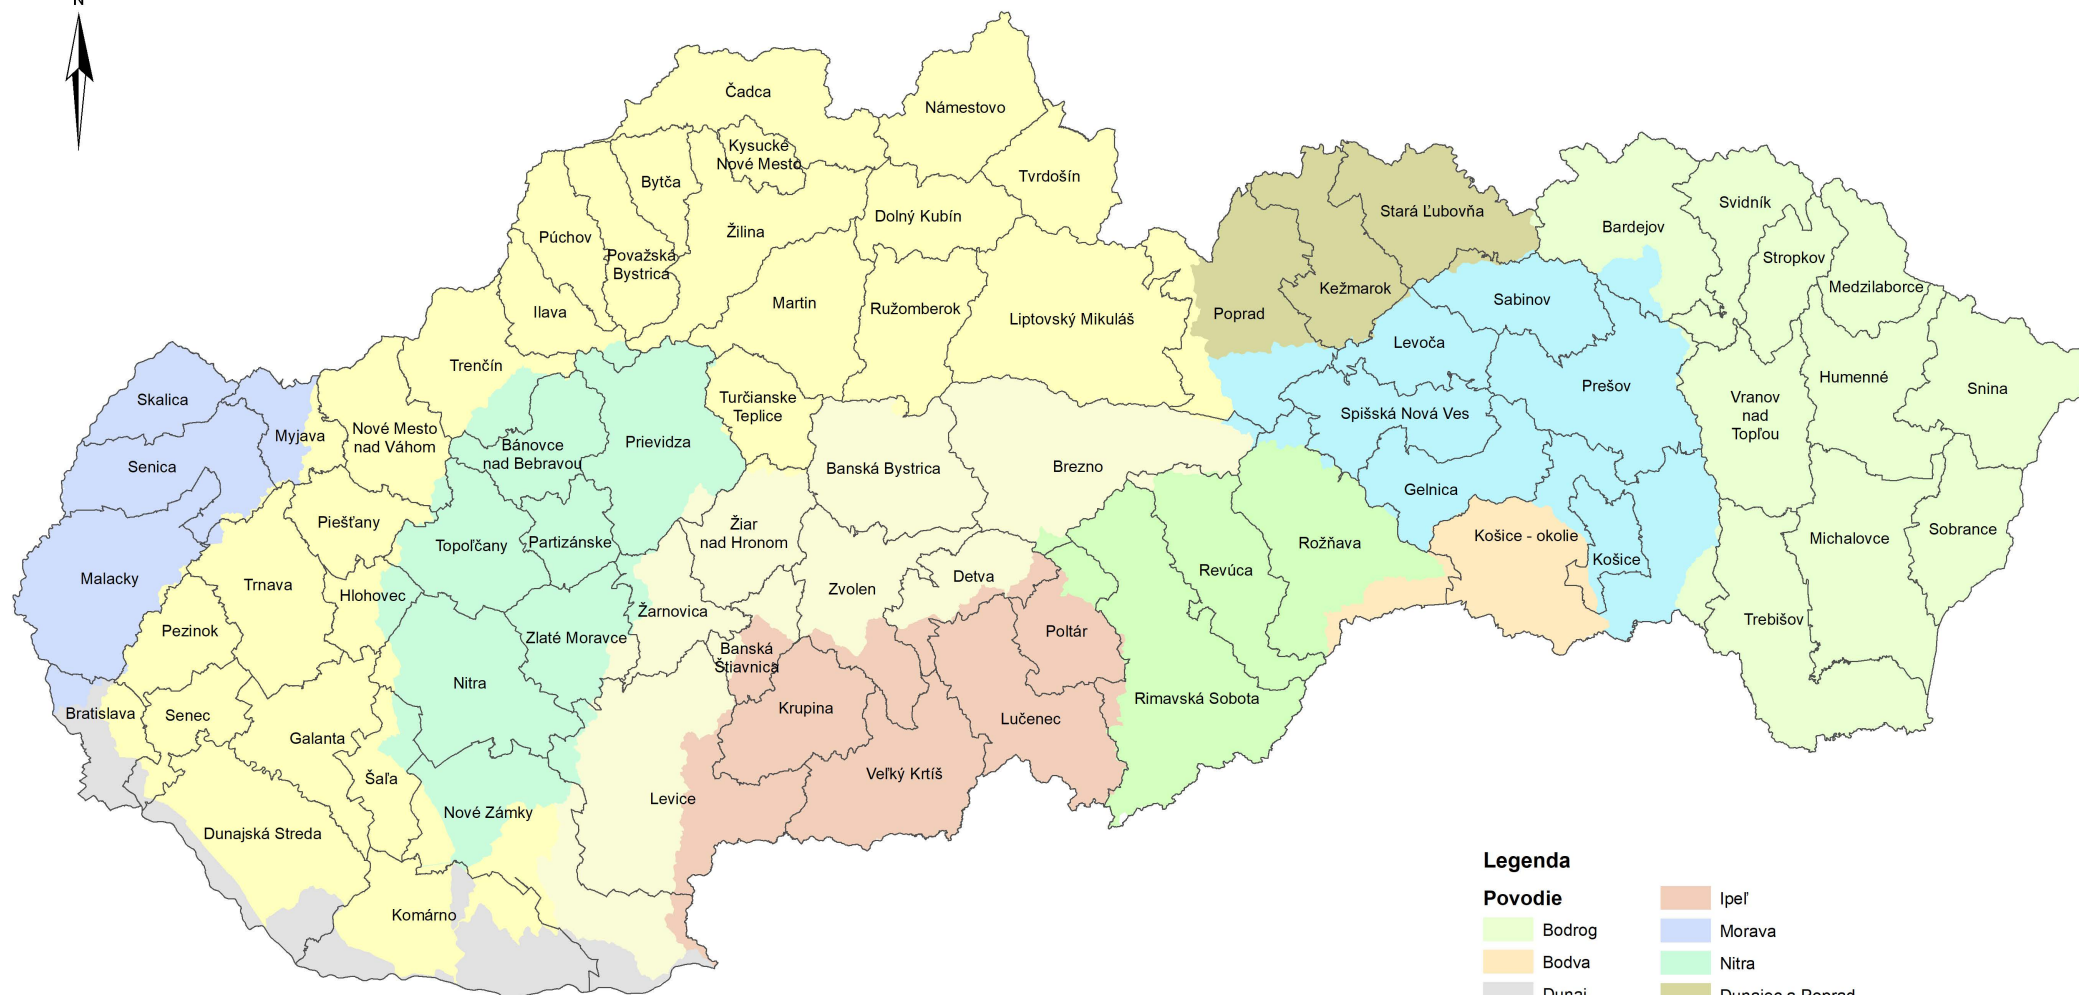 N
Čadca
Námestovo
Kysucké
Nové Mesto
Bytča
Tvrdošín
Dolný Kubín
Stará Ľubovňa
Svidník
Bardejov
Púchov
Žilina
Považská
Bystrica
Stropkov
Medzilaborce
Kežmarok
Sabinov
Ilava
Martin
Ružomberok
Liptovský Mikuláš
Poprad
Levoča
Trenčín
Prešov
Humenné
Snina
Skalica
Turčianske
Teplice
Vranov
nad
Topľou
Spišská Nová Ves
Myjava
Nové Mesto
nad Váhom
Bánovce
nad Bebravou
Prievidza
Senica
Banská Bystrica
Brezno
Gelnica
Piešťany
Žiar
nad Hronom
Topoľčany
Partizánske
Rožňava
Košice - okolie
Michalovce
Sobrance
Malacky
Trnava
Hlohovec
Zvolen
Detva
Revúca
Košice
Žarnovica
Pezinok
Zlaté Moravce
Poltár
Trebišov
Banská
Štiavnica
Nitra
Rimavská Sobota
Bratislava
Senec
Krupina
Lučenec
Galanta
Šaľa
Veľký Krtíš
Levice
Nové Zámky
Dunajská Streda
Komárno
Legenda
Povodie
Bodrog
Bodva
Dunaj
Ipeľ
Morava
Nitra
Dunajec a Poprad